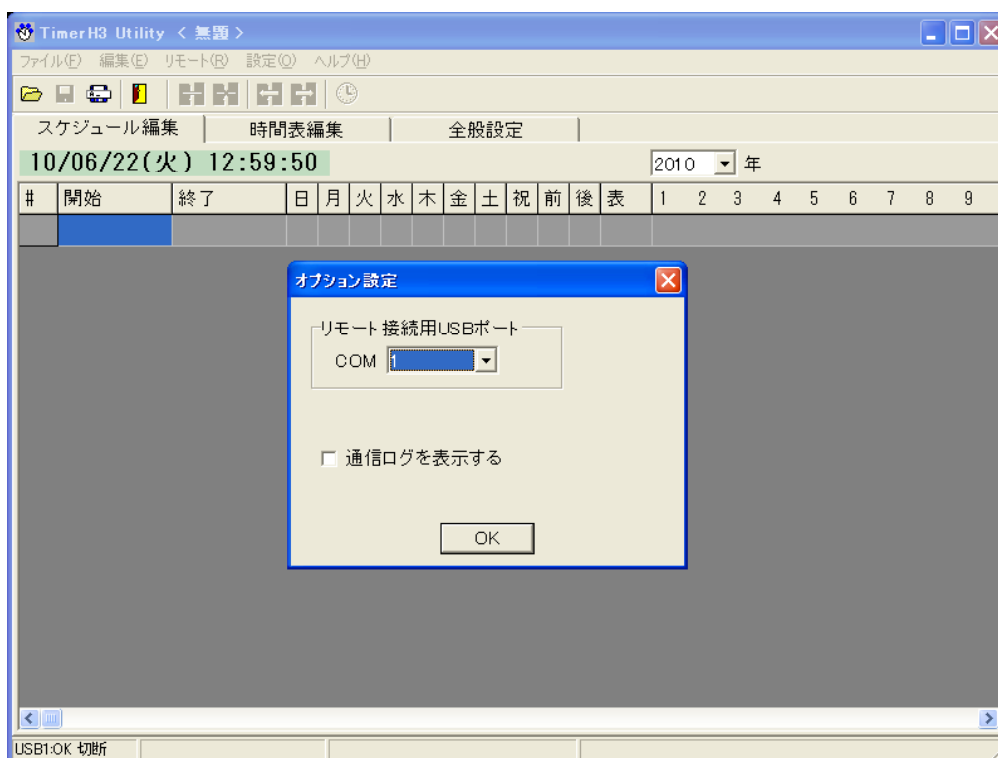 TimerH3 Utility < 無題 >
ファイル(F) 編集(E) リモート(R) 設定(O) ヘルプ(H)
スケジュール編集 時間表編集 全般設定
10/06/22(火) 12:59:50 2010 年
# 開始 終了 日 月 火 水 木 金 土 祝 前 後 表 1 2 3 4 5 6 7 8 9
オプション設定
リモート接続用USBポート
COM 1
通信ログを表示する
OK
USB1:OK 切断